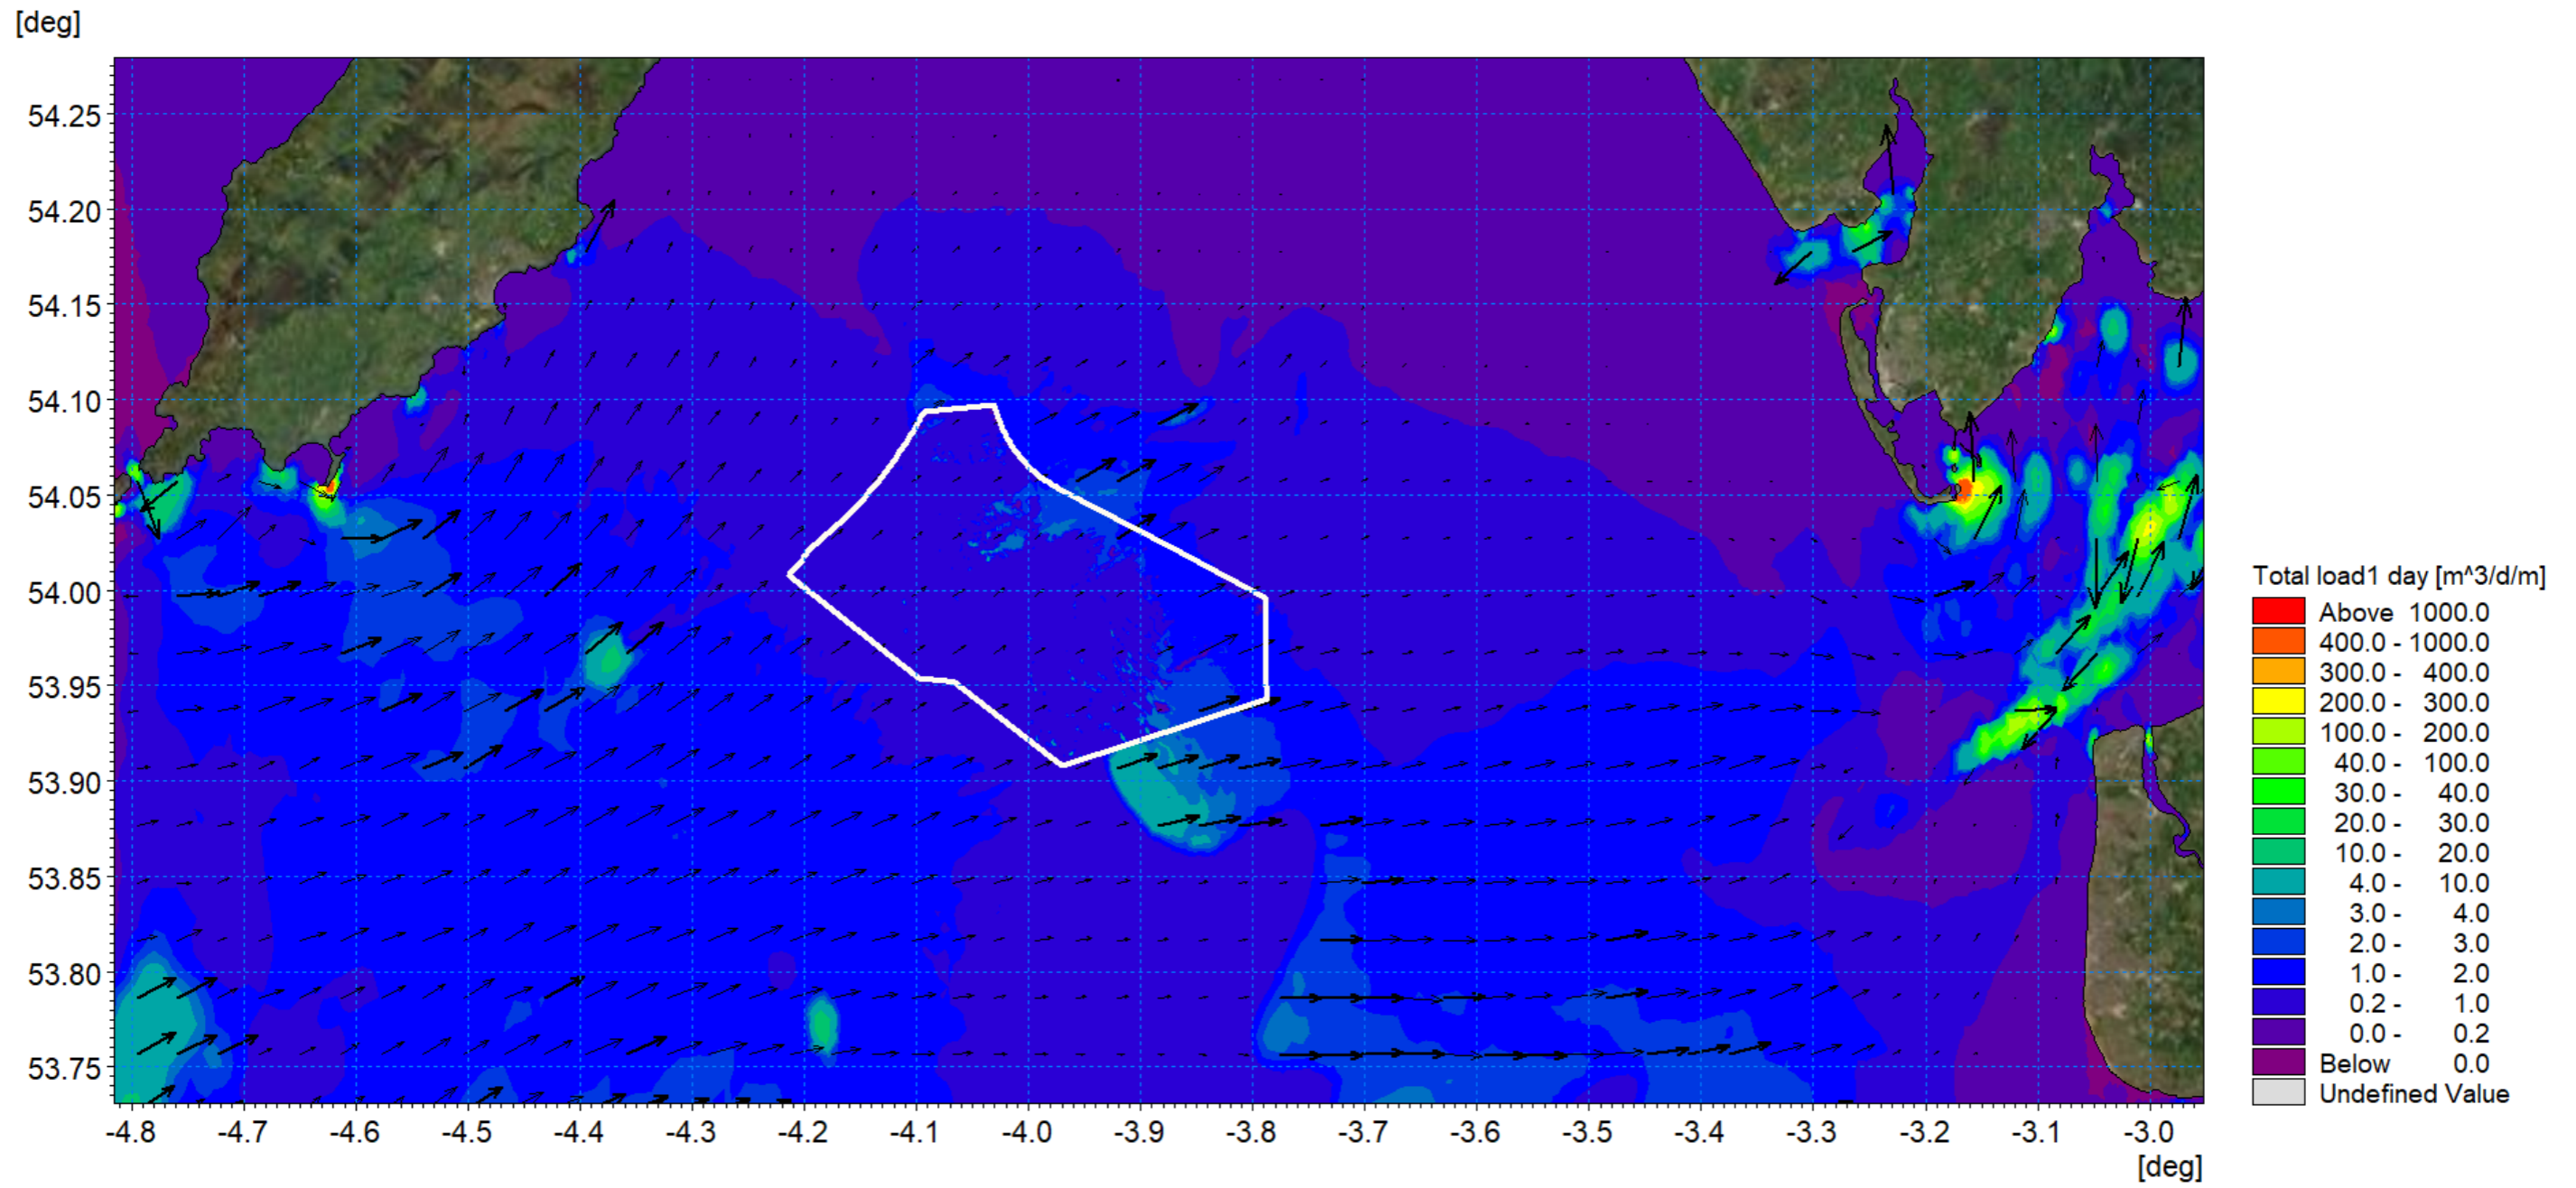 [deg]
54.25
54.20
54.15
54.10
54.05
54.00
53.95
53.90
53.85
53.80
53.75
-4.8 -4.7 -4.6 -4.5 -4.4 -4.3 -4.2 -4.1 -4.0 -3.9 -3.8 -3.7 -3.6 -3.5 -3.4 -3.3 -3.2 -3.1 -3.0
[deg]
Total load1 day [m^3/d/m]
Above 1000.0
400.0 - 1000.0
300.0 - 400.0
200.0 - 300.0
100.0 - 200.0
40.0 - 100.0
30.0 - 40.0
20.0 - 30.0
10.0 - 20.0
4.0 - 10.0
3.0 - 4.0
2.0 - 3.0
1.0 - 2.0
0.2 - 1.0
0.0 - 0.2
Below 0.0
Undefined Value